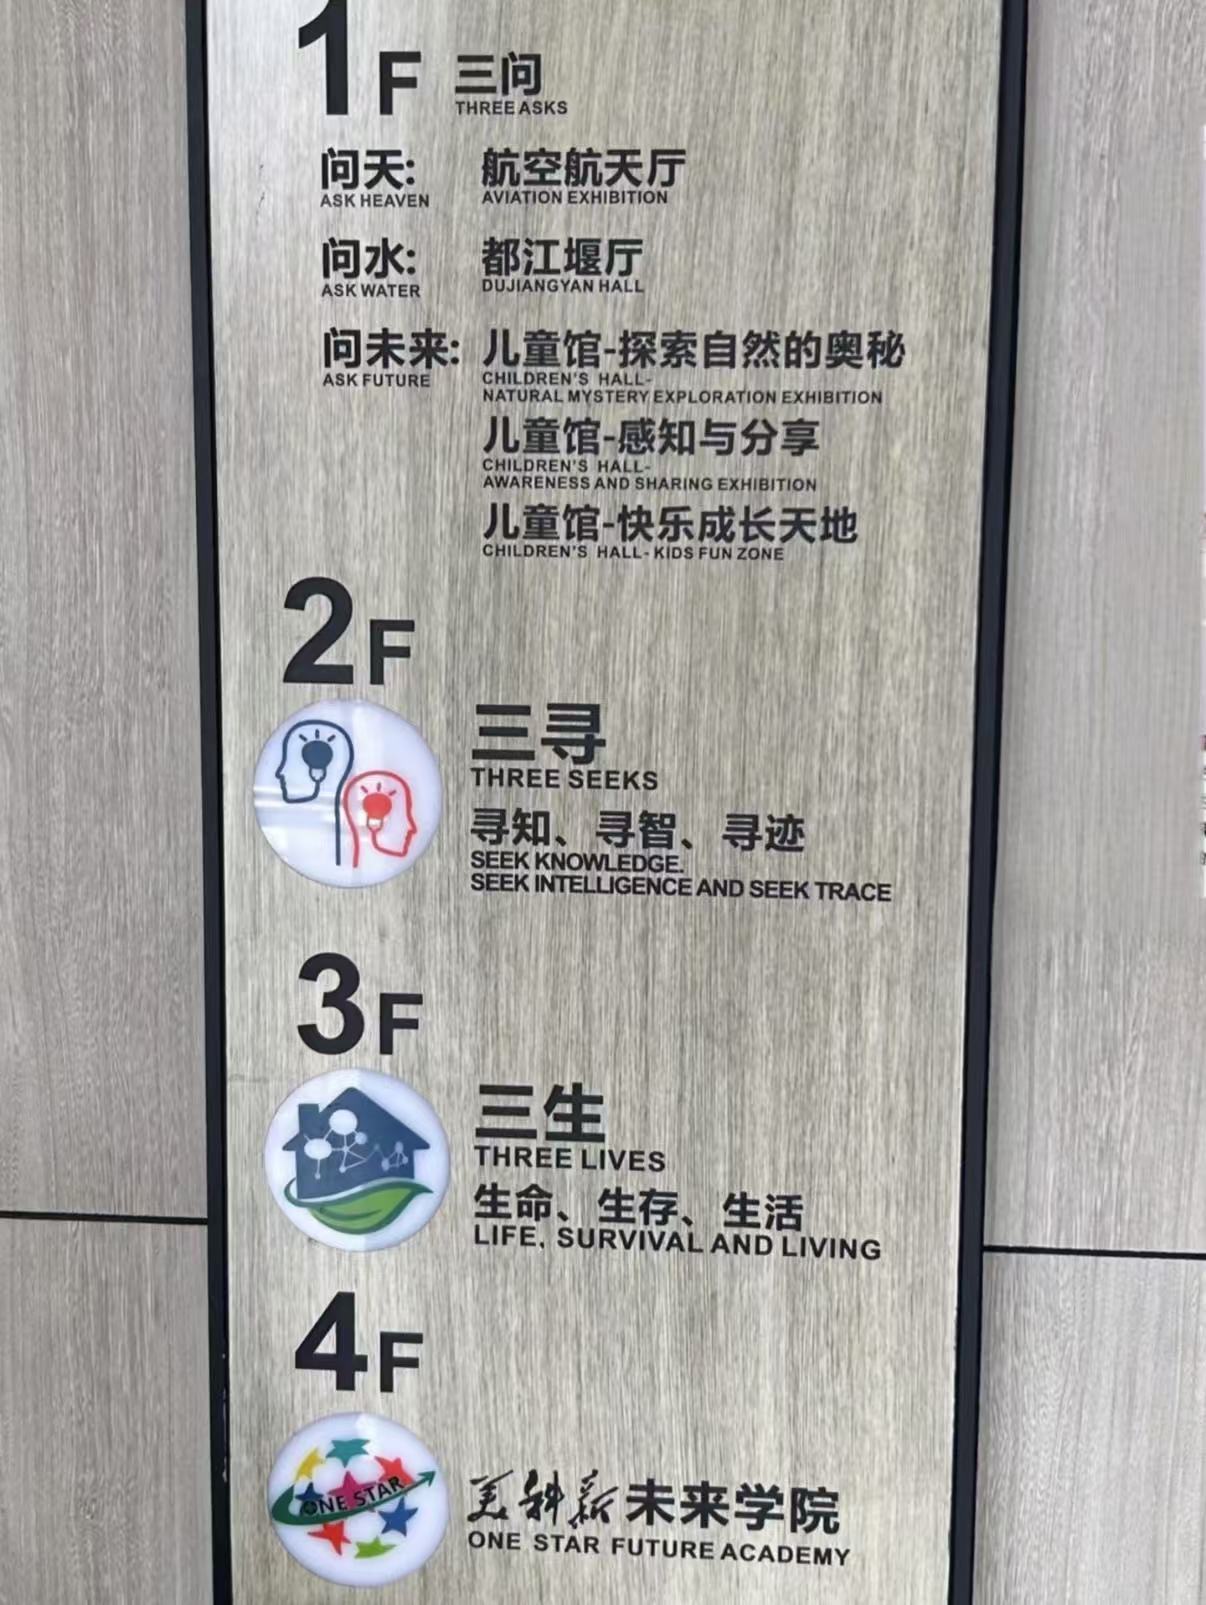 1F 三问
THREE ASKS
问天: 航空航天厅
ASK HEAVEN AVIATION EXHIBITION
问水: 都江堰厅
ASK WATER DUJIANGYAN HALL
问未来: 儿童馆-探索自然的奥秘
ASK FUTURE CHILDREN'S HALL-
NATURAL MYSTERY EXPLORATION EXHIBITION
儿童馆-感知与分享
CHILDREN'S HALL-
AWARENESS AND SHARING EXHIBITION
儿童馆-快乐成长天地
CHILDREN'S HALL-KIDS FUN ZONE
2F
三寻
THREE SEEKS
寻知、寻智、寻迹
SEEK KNOWLEDGE.
SEEK INTELLIGENCE AND SEEK TRACE
3F
三生
THREE LIVES
生命、生存、生活
LIFE, SURVIVAL AND LIVING
4F
ONE STAR
美科新未来学院
ONE STAR FUTURE ACADEMY